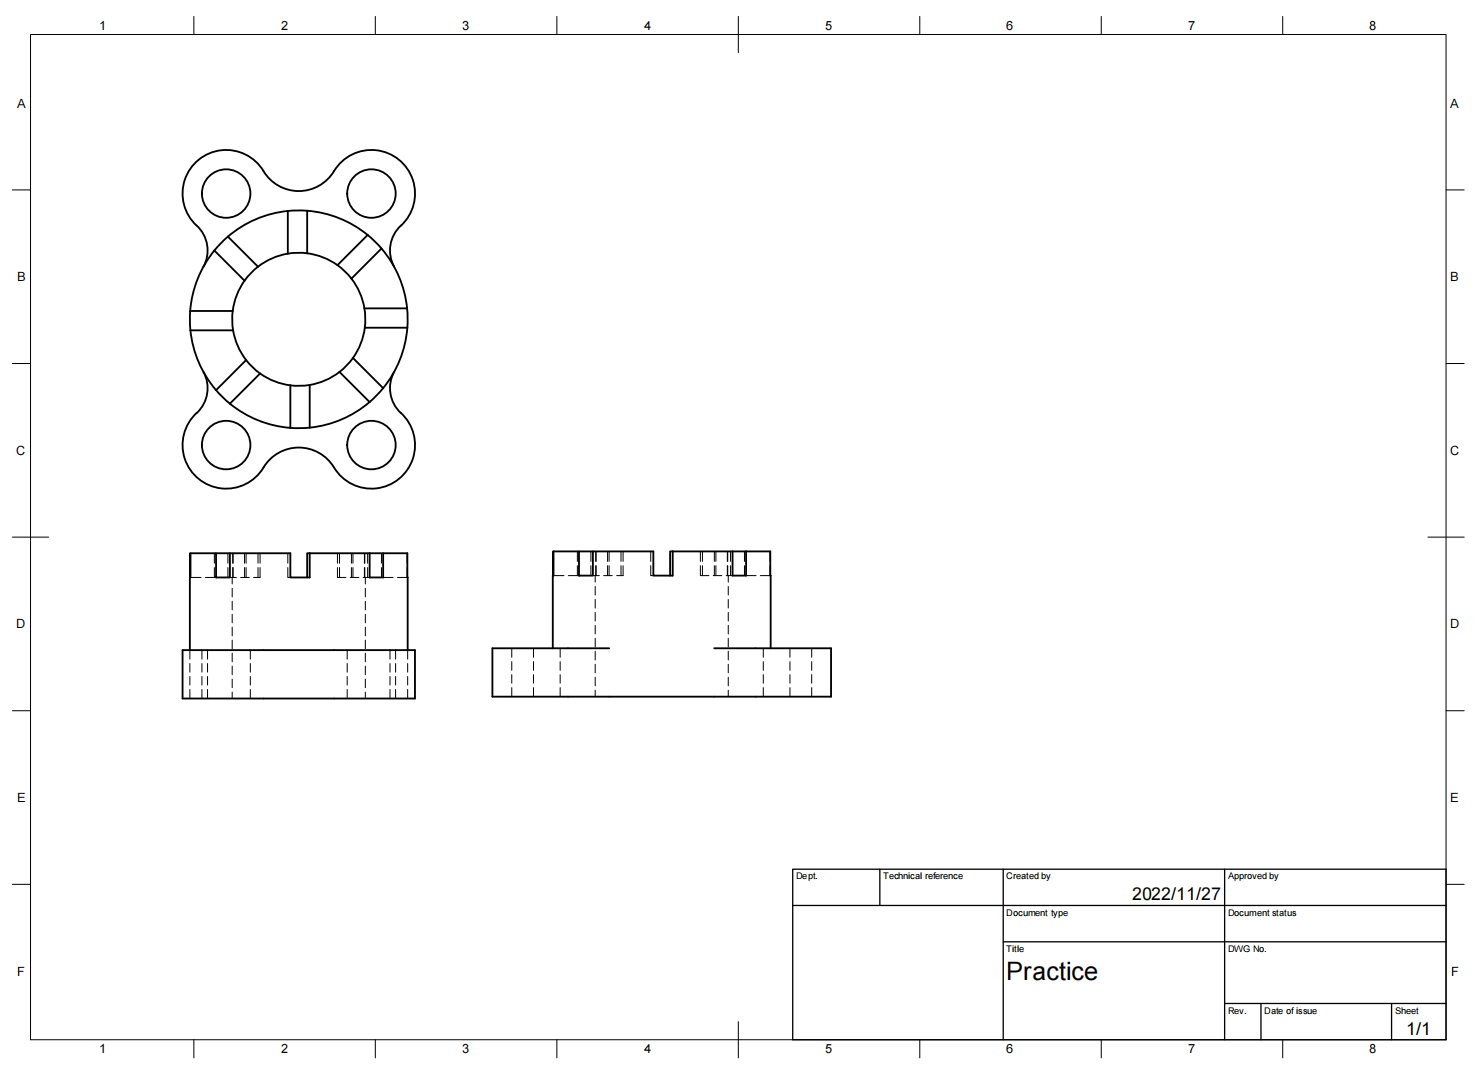 1 2 3 4 5 6 7 8
A A
B B
C C
D D
E E
Dept. Technical reference Created by Approved by
2022/11/27
Document type Document status
Title DWG No.
F Practice F
Rev. Date of issue Sheet
1/1
1 2 3 4 5 6 7 8